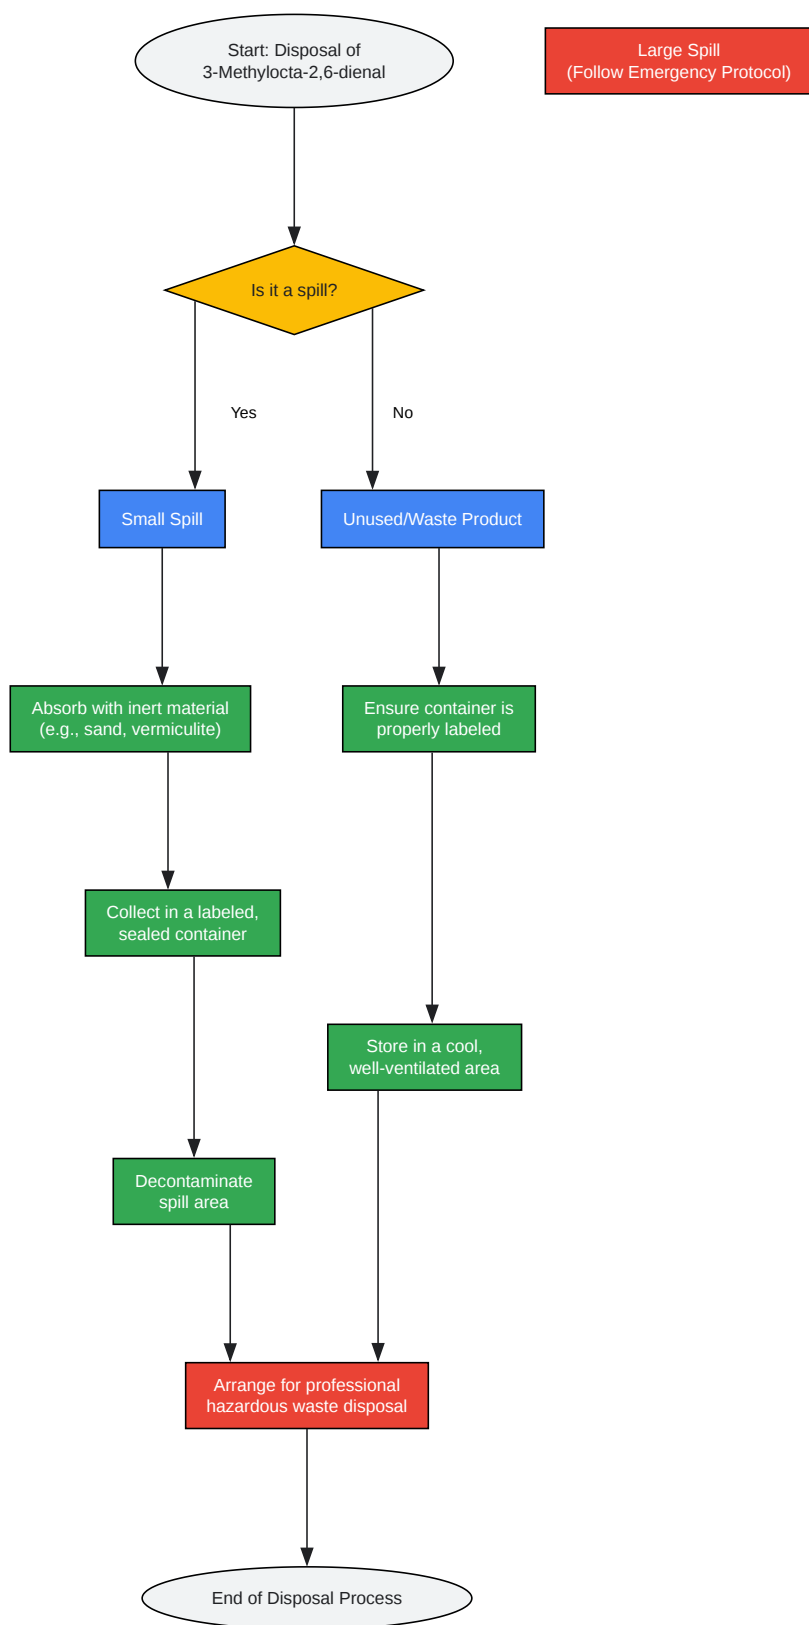 Start: Disposal of
3-Methylocta-2,6-dienal
Large Spill
(Follow Emergency Protocol)
Is it a spill?
Yes
No
Small Spill
Unused/Waste Product
Absorb with inert material
(e.g., sand, vermiculite)
Ensure container is
properly labeled
Collect in a labeled,
sealed container
Store in a cool,
well-ventilated area
Decontaminate
spill area
Arrange for professional
hazardous waste disposal
End of Disposal Process